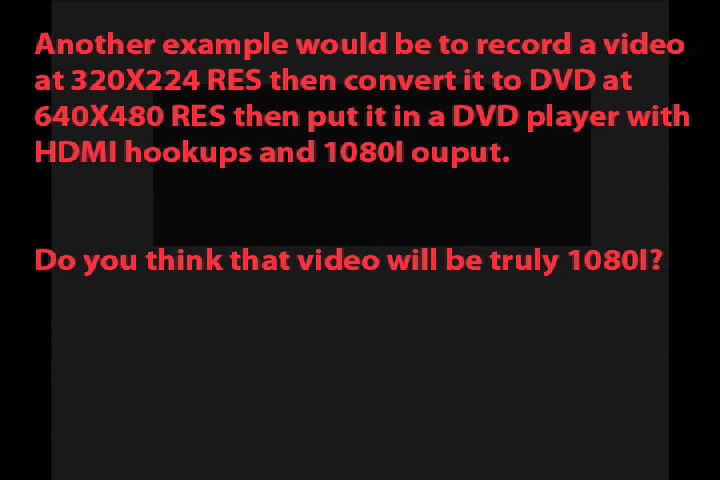 Another example would be to record a video
at 320X224 RES then convert it to DVD at
640X480 RES then put it in a DVD player with
HDMI hookups and 1080I ouput.
Do you think that video will be truly 1080I?